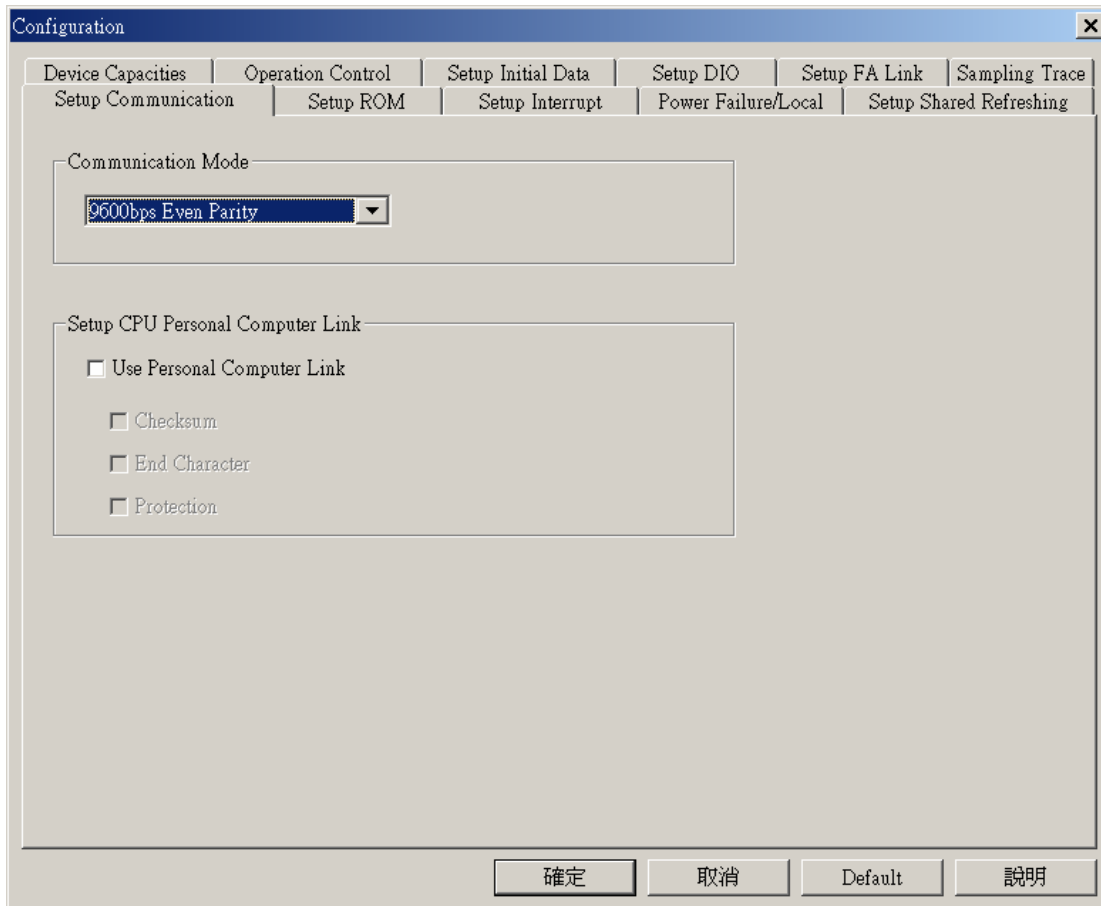 Configuration
Device Capacities Operation Control Setup Initial Data Setup DIO Setup FA Link Sampling Trace
Setup Communication Setup ROM Setup Interrupt Power Failure/Local Setup Shared Refreshing
Communication Mode
9600bps Even Parity
Setup CPU Personal Computer Link
Use Personal Computer Link
Checksum
End Character
Protection
確定 取消 Default 説明